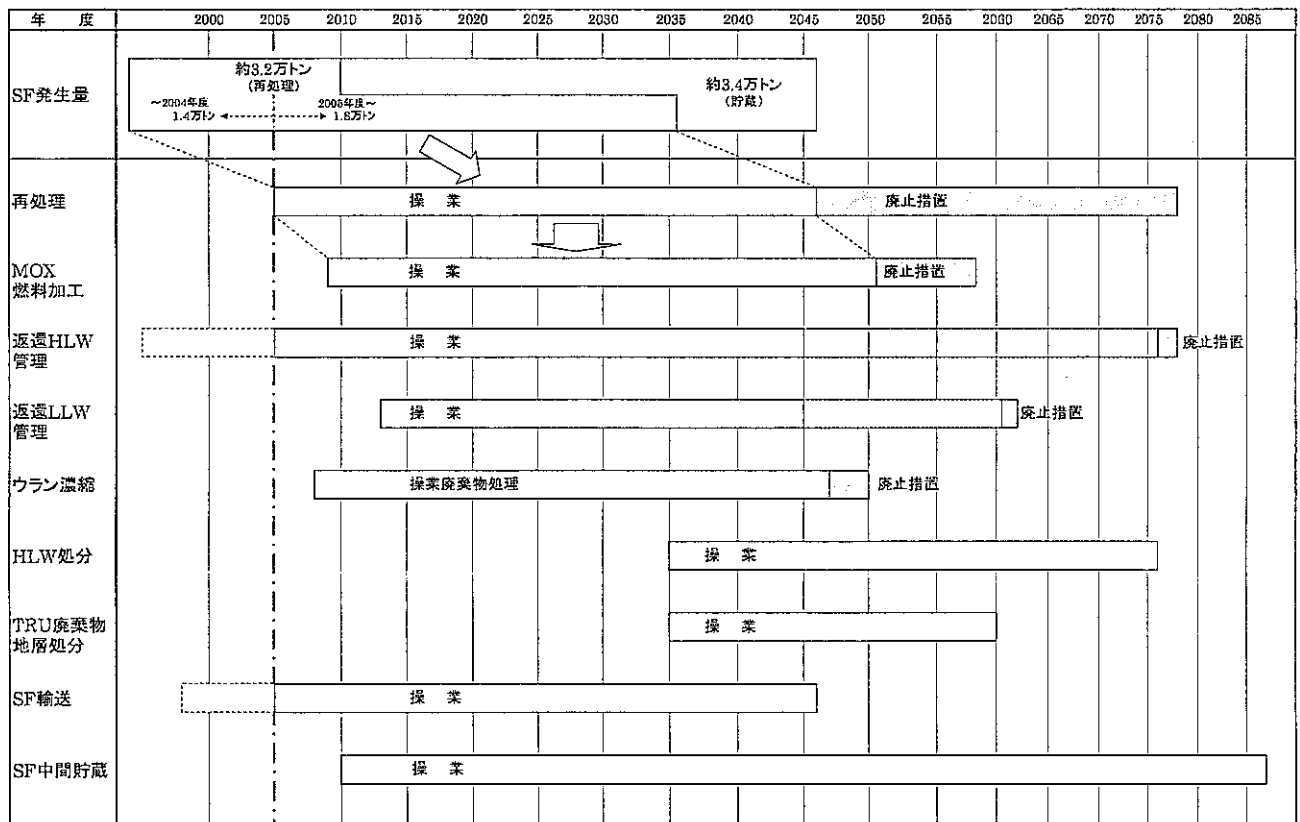 年 度 2000 2005 2010 2015 2020 2025 2030 2035 2040 2045 2050 2055 2060 2065 2070 2075 2080 2085
SF発生量
約3.2万トン
(再処理)
～2004年度
1.4万トン
2005年度～
1.8万トン
約3.4万トン
(貯蔵)
再処理 操 業 廃止措置
MOX
燃料加工
操 業 廃止措置
返還HLW
管理
操 業 廃止措置
返還LLW
管理
操 業 廃止措置
ウラン濃縮 操業廃棄物処理 廃止措置
HLW処分 操 業
TRU廃棄物
地層処分
操 業
SF輸送 操 業
SF中間貯蔵 操 業